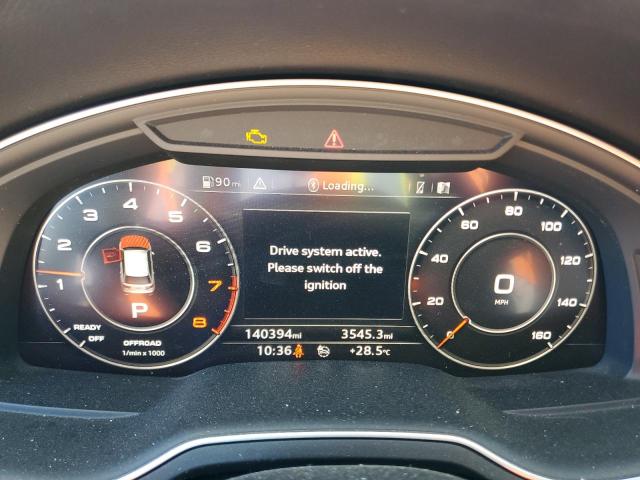 90mi Loading...
Drive system active.
Please switch off the
ignition
1 2 3 4 5 6 7 8
P
READY
OFF
OFFROAD
1/min x 1000
140394mi 3545.3mi
10:36 +28.5°C
20 40 60 80 100 120 140 160
0
MPH